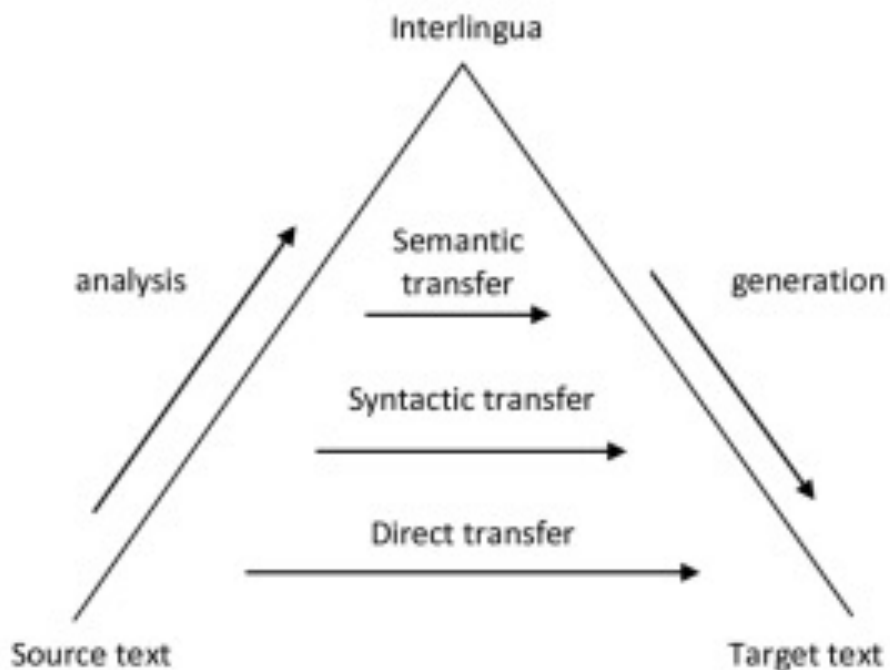 Interlingua
Semantic
transfer
analysis
generation
Syntactic transfer
Direct transfer
Source text
Target text